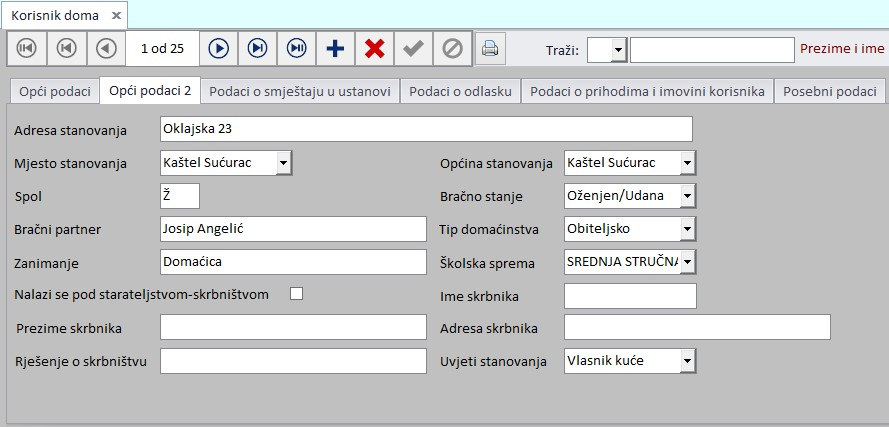 Korisnik doma
1 od 25 Traži: Prezime i ime
Opći podaci Opći podaci 2 Podaci o smještaju u ustanovi Podaci o odlasku Podaci o prihodima i imovini korisnika Posebni podaci
Adresa stanovanja Oklajska 23
Mjesto stanovanja Kaštel Sućurac Općina stanovanja Kaštel Sućurac
Spol Ž Bračno stanje Oženjen/Udana
Bračni partner Josip Angelić Tip domaćinstva Obiteljsko
Zanimanje Domaćica Školska sprema SREDNJA STRUČNA
Nalazi se pod starateljstvom-skrbništvom Ime skrbnika
Prezime skrbnika Adresa skrbnika
Rješenje o skrbništvu Uvjeti stanovanja Vlasnik kuće